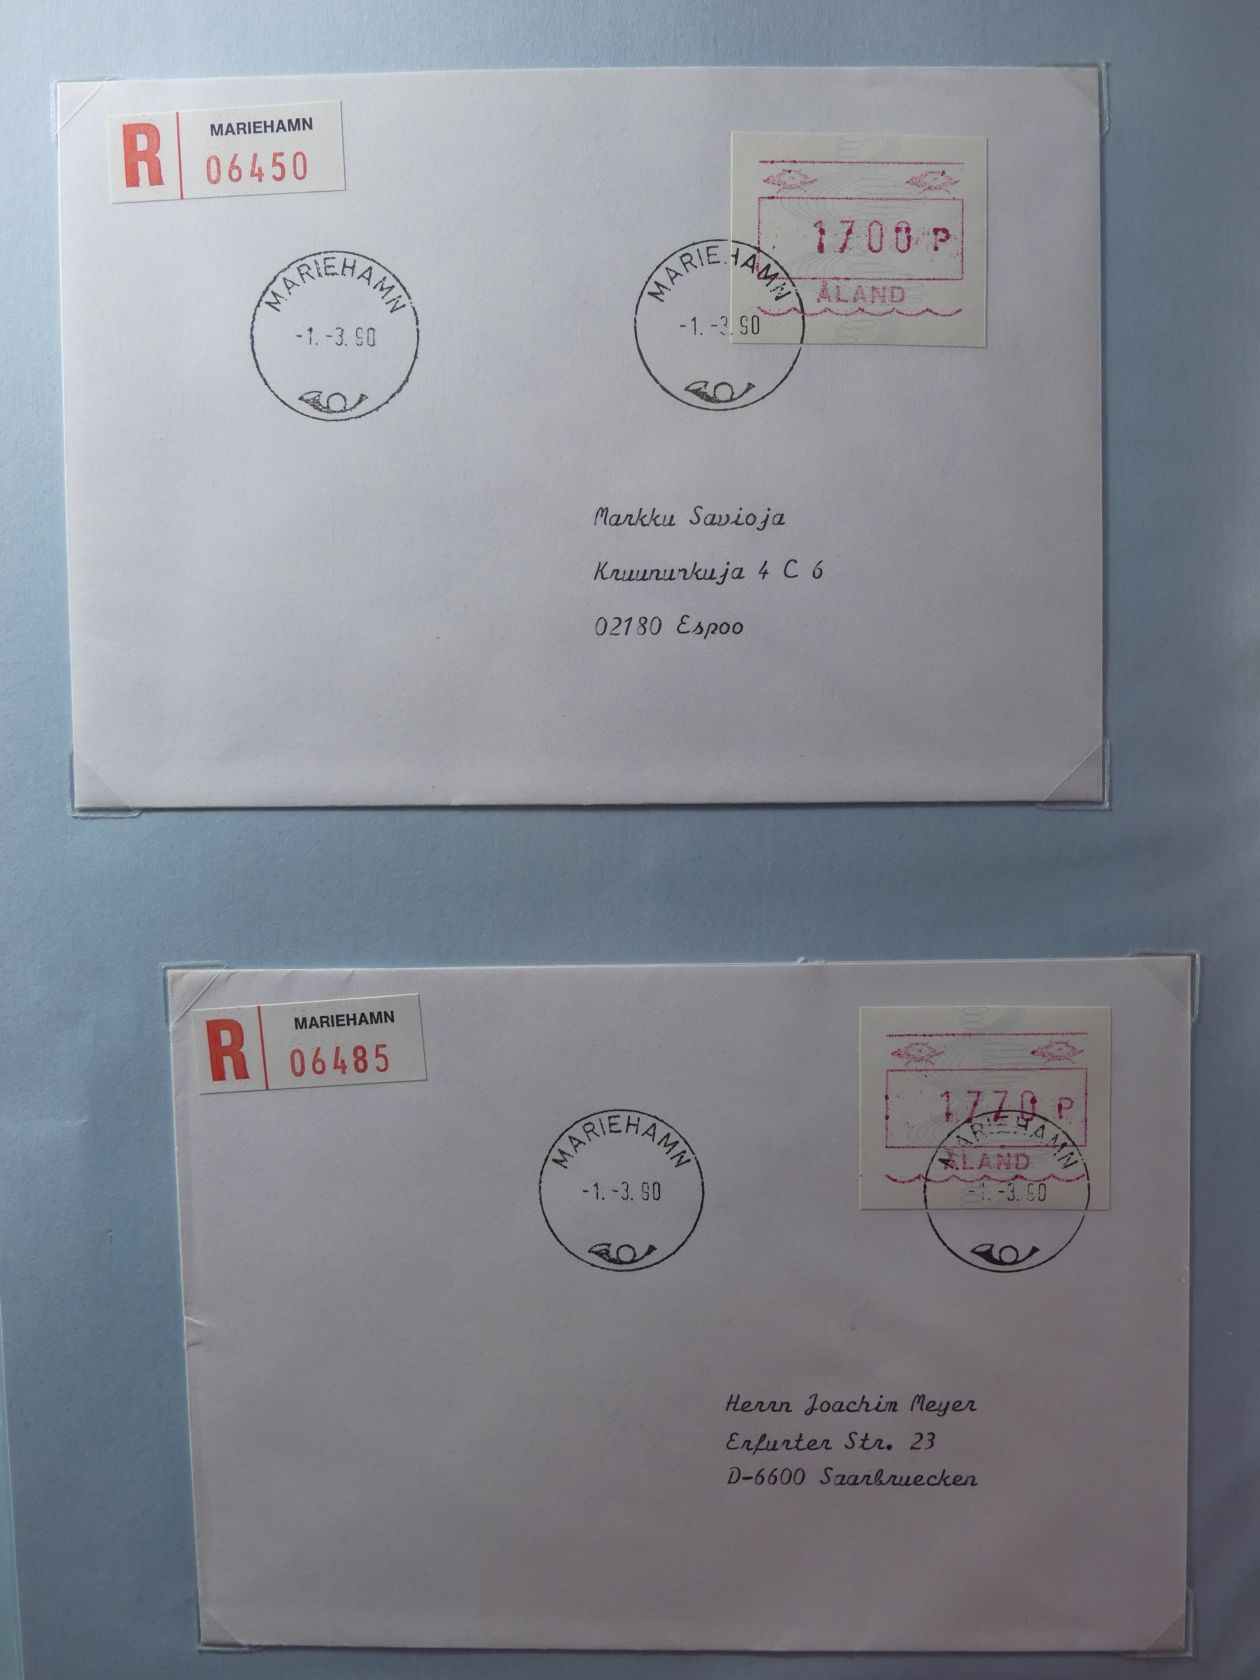 R
MARIEHAMN
06450
1700 P
ÅLAND
MARIEHAMN
-1. -3. 90
MARIEHAMN
-1. -3. 90
Markku Savioja
Kruununkuja 4 C 6
02180 Espoo
R
MARIEHAMN
06485
1770 P
ÅLAND
MARIEHAMN
-1. -3. 90
MARIEHAMN
-1. -3. 90
Herrn Joachim Meyer
Erfurter Str. 23
D-6600 Saarbruecken